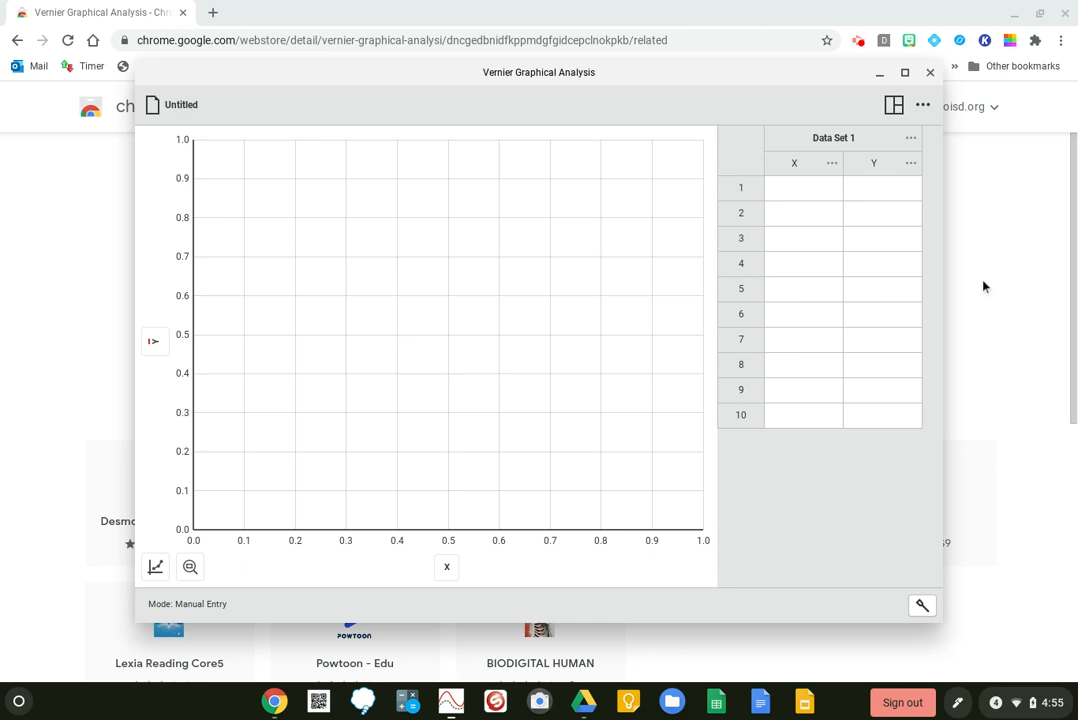 Vernier Graphical Analysis - Chro
chrome.google.com/webstore/detail/vernier-graphical-analysi/dncgedbnidfkppmdgfgidcepclnokpkb/related
Mail
Timer
» Other bookmarks
Vernier Graphical Analysis
ch
Untitled
oisd.org
Data Set 1
X Y
1
2
3
4
5
6
7
8
9
10
1.0
0.9
0.8
0.7
0.6
0.5
0.4
0.3
0.2
0.1
0.0
Y
0.0 0.1 0.2 0.3 0.4 0.5 0.6 0.7 0.8 0.9 1.0
X
Desmo
59
Mode: Manual Entry
POWTOON
Lexia Reading Core5
Powtoon - Edu
BIODIGITAL HUMAN
Sign out
4
4:55